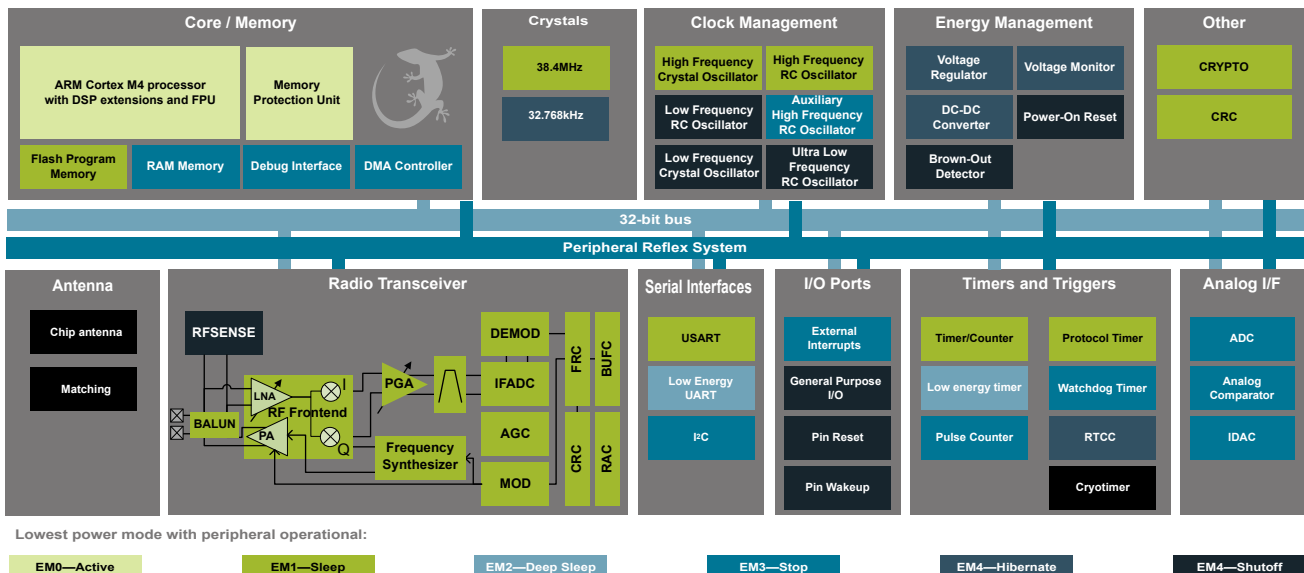 Core / Memory
ARM Cortex M4 processor
with DSP extensions and FPU
Memory
Protection Unit
Flash Program
Memory
RAM Memory
Debug Interface
DMA Controller
Crystals
38.4MHz
32.768kHz
Clock Management
High Frequency
Crystal Oscillator
High Frequency
RC Oscillator
Low Frequency
RC Oscillator
Auxiliary
High Frequency
RC Oscillator
Low Frequency
Crystal Oscillator
Ultra Low
Frequency
RC Oscillator
Energy Management
Voltage
Regulator
Voltage Monitor
DC-DC
Converter
Power-On Reset
Brown-Out
Detector
Other
CRYPTO
CRC
32-bit bus
Peripheral Reflex System
Antenna
Chip antenna
Matching
Radio Transceiver
RFSENSE
LNA
RF Frontend
I
BALUN
PA
Q
PGA
Frequency
Synthesizer
DEMOD
IFADC
AGC
MOD
FRC
BUFC
CRC
RAC
Serial Interfaces
USART
Low Energy
UART
I²C
I/O Ports
External
Interrupts
General Purpose
I/O
Pin Reset
Pin Wakeup
Timers and Triggers
Timer/Counter
Protocol Timer
Low energy timer
Watchdog Timer
Pulse Counter
RTCC
Cryotimer
Analog I/F
ADC
Analog
Comparator
IDAC
Lowest power mode with peripheral operational:
EM0—Active
EM1—Sleep
EM2—Deep Sleep
EM3—Stop
EM4—Hibernate
EM4—Shutoff